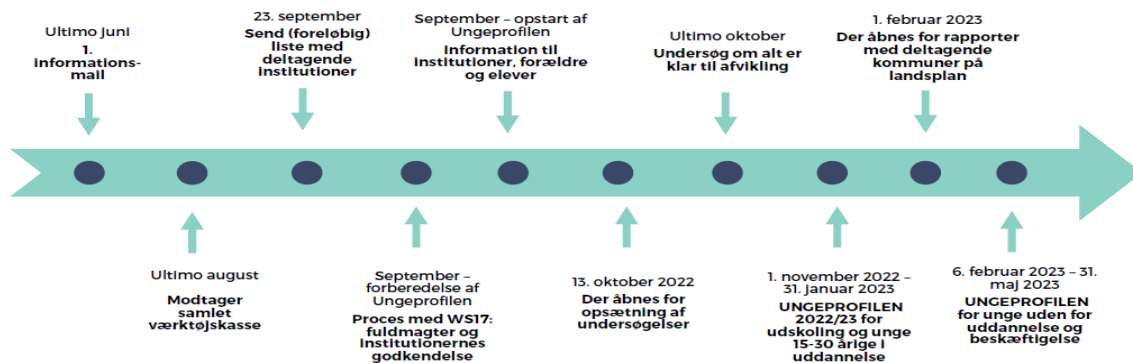 Ultimo juni
1.
informations-
mail
23. september
Send (foreløbig)
liste med
deltagende
institutioner
September – opstart af
Ungeprofilen
Information til
institutioner, forældre
og elever
Ultimo oktober
Undersøg om alt er
klar til afvikling
1. februar 2023
Der åbnes for rapporter
med deltagende
kommuner på
landsplan
Ultimo august
Modtager
samlet
værktøjskasse
September –
forberedelse af
Ungeprofilen
Proces med WS17:
fuldmagter og
institutionernes
godkendelse
13. oktober 2022
Der åbnes for
opsætning af
undersøgelser
1. november 2022 –
31. januar 2023
UNGEPROFILEN
2022/23 for
udskoling og unge
15-30 årige i
uddannelse
6. februar 2023 – 31.
maj 2023
UNGEPROFILEN
for unge uden for
uddannelse og
beskæftigelse